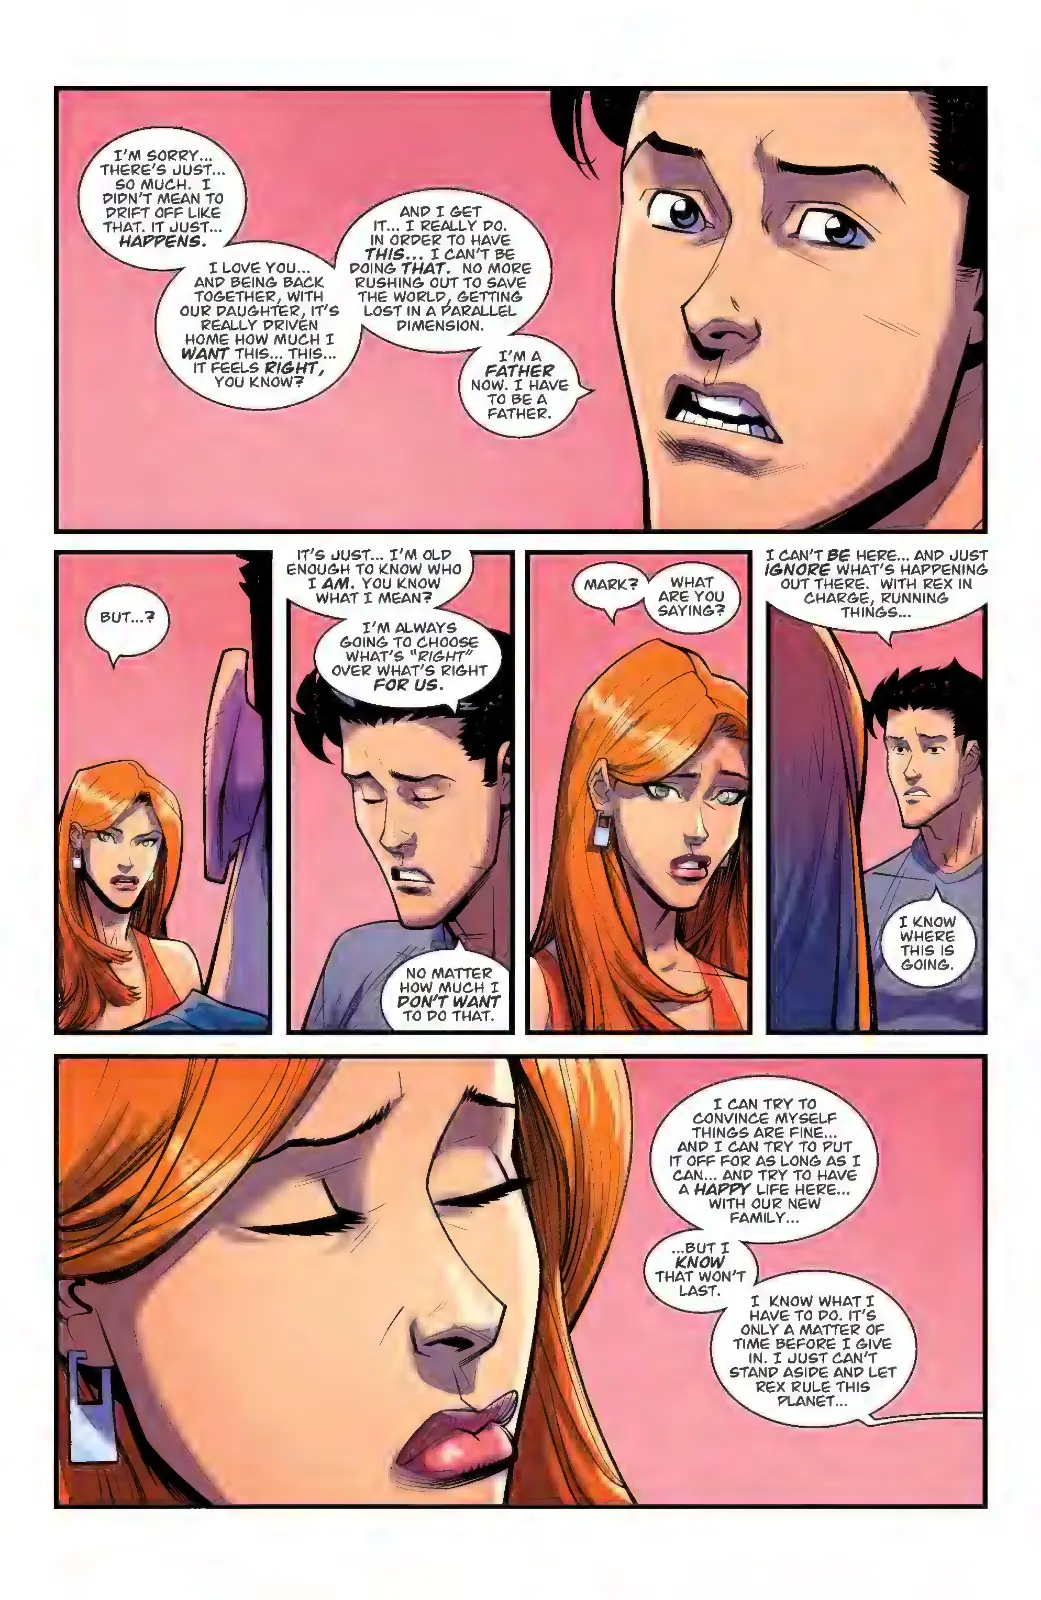 I'M SORRY...
THERE'S JUST...
SO MUCH. I
DIDN'T MEAN TO
DRIFT OFF LIKE
THAT. IT JUST...
HAPPENS.
I LOVE YOU...
AND BEING BACK
TOGETHER, WITH
OUR DAUGHTER, IT'S
REALLY DRIVEN
HOME HOW MUCH I
WANT THIS... THIS...
IT FEELS RIGHT,
YOU KNOW?
AND I GET
IT... I REALLY DO.
IN ORDER TO HAVE
THIS... I CAN'T BE
DOING THAT. NO MORE
RUSHING OUT TO SAVE
THE WORLD, GETTING
LOST IN A PARALLEL
DIMENSION.
I'M A
FATHER
NOW. I HAVE
TO BE A
FATHER.
BUT...?
IT'S JUST... I'M OLD
ENOUGH TO KNOW WHO
I AM. YOU KNOW
WHAT I MEAN?
I'M ALWAYS
GOING TO CHOOSE
WHAT'S "RIGHT"
OVER WHAT'S RIGHT
FOR US.
NO MATTER
HOW MUCH I
DON'T WANT
TO DO THAT.
MARK?
WHAT
ARE YOU
SAYING?
I CAN'T BE HERE... AND JUST
IGNORE WHAT'S HAPPENING
OUT THERE. WITH REX IN
CHARGE, RUNNING
THINGS...
I KNOW
WHERE
THIS IS
GOING.
I CAN TRY TO
CONVINCE MYSELF
THINGS ARE FINE...
AND I CAN TRY TO PUT
IT OFF FOR AS LONG AS I
CAN... AND TRY TO HAVE
A HAPPY LIFE HERE...
WITH OUR NEW
FAMILY...
...BUT I
KNOW
THAT WON'T
LAST.
I KNOW WHAT I
HAVE TO DO. IT'S
ONLY A MATTER OF
TIME BEFORE I GIVE
IN. I JUST CAN'T
STAND ASIDE AND LET
REX RULE THIS
PLANET...